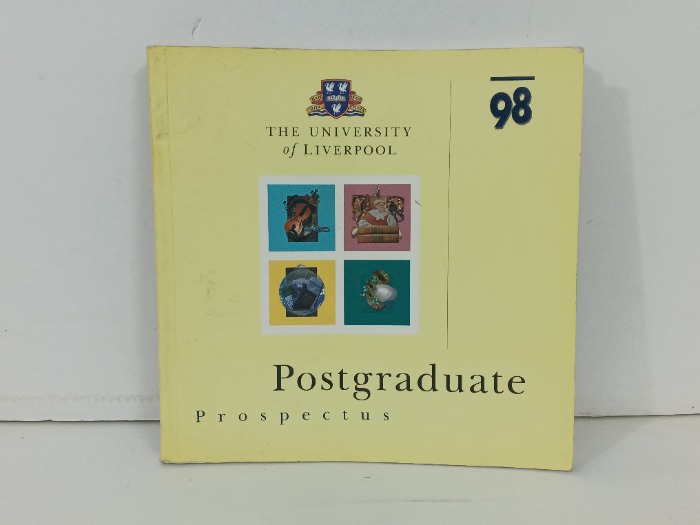 98
THE UNIVERSITY
of LIVERPOOL
Postgraduate
Prospectus